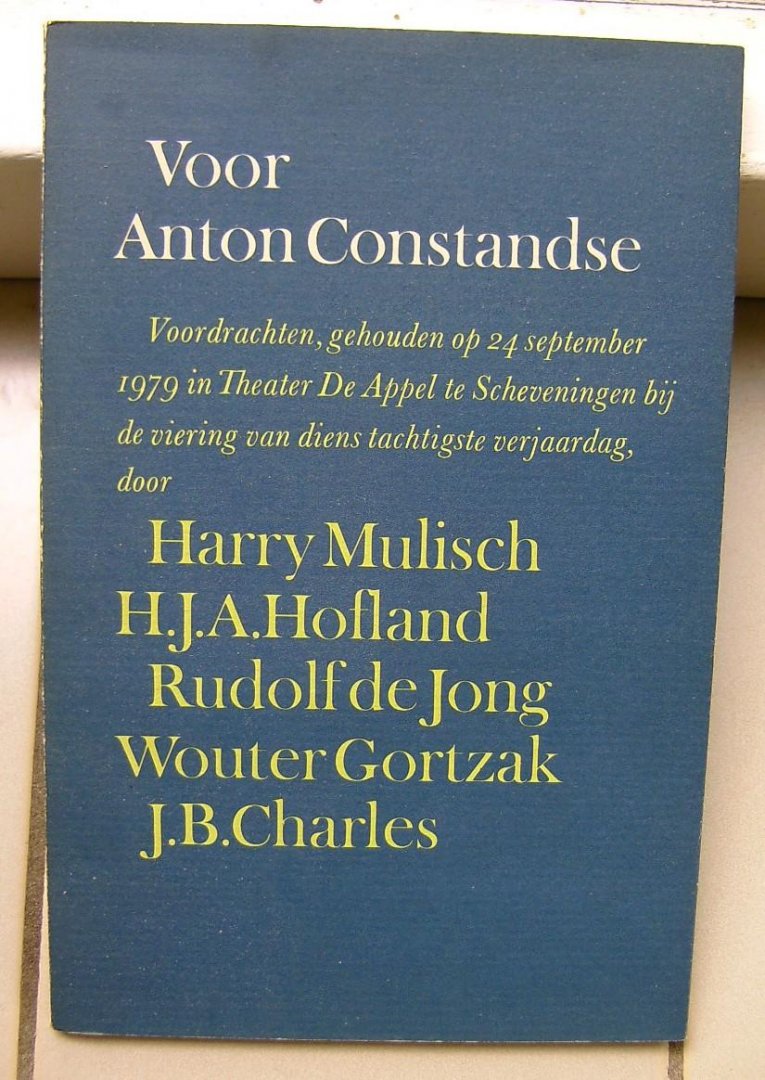 Voor
Anton Constandse
Voordrachten, gehouden op 24 september
1979 in Theater De Appel te Scheveningen bij
de viering van diens tachtigste verjaardag,
door
Harry Mulisch
H.J.A.Hofland
Rudolf de Jong
Wouter Gortzak
J.B.Charles